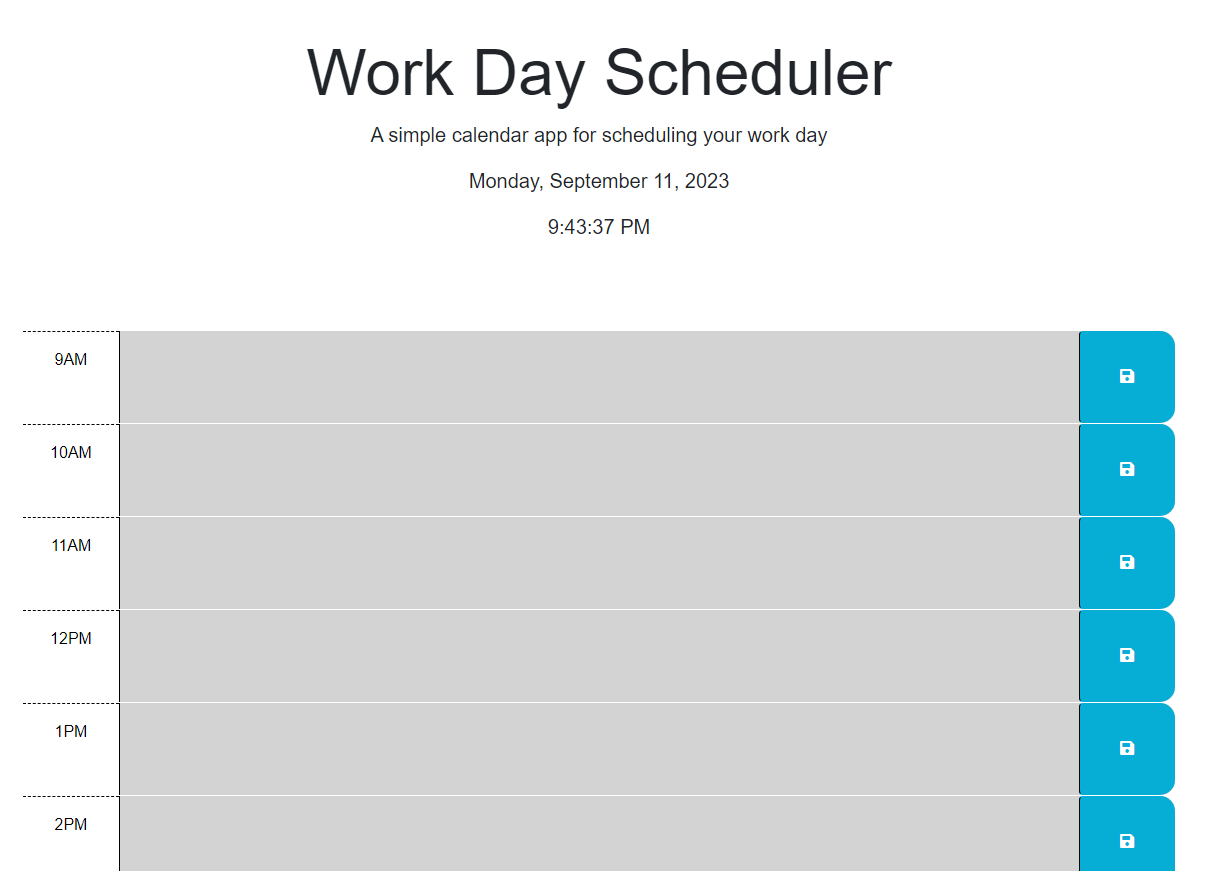 Work Day Scheduler
A simple calendar app for scheduling your work day
Monday, September 11, 2023
9:43:37 PM
9AM
10AM
11AM
12PM
1PM
2PM